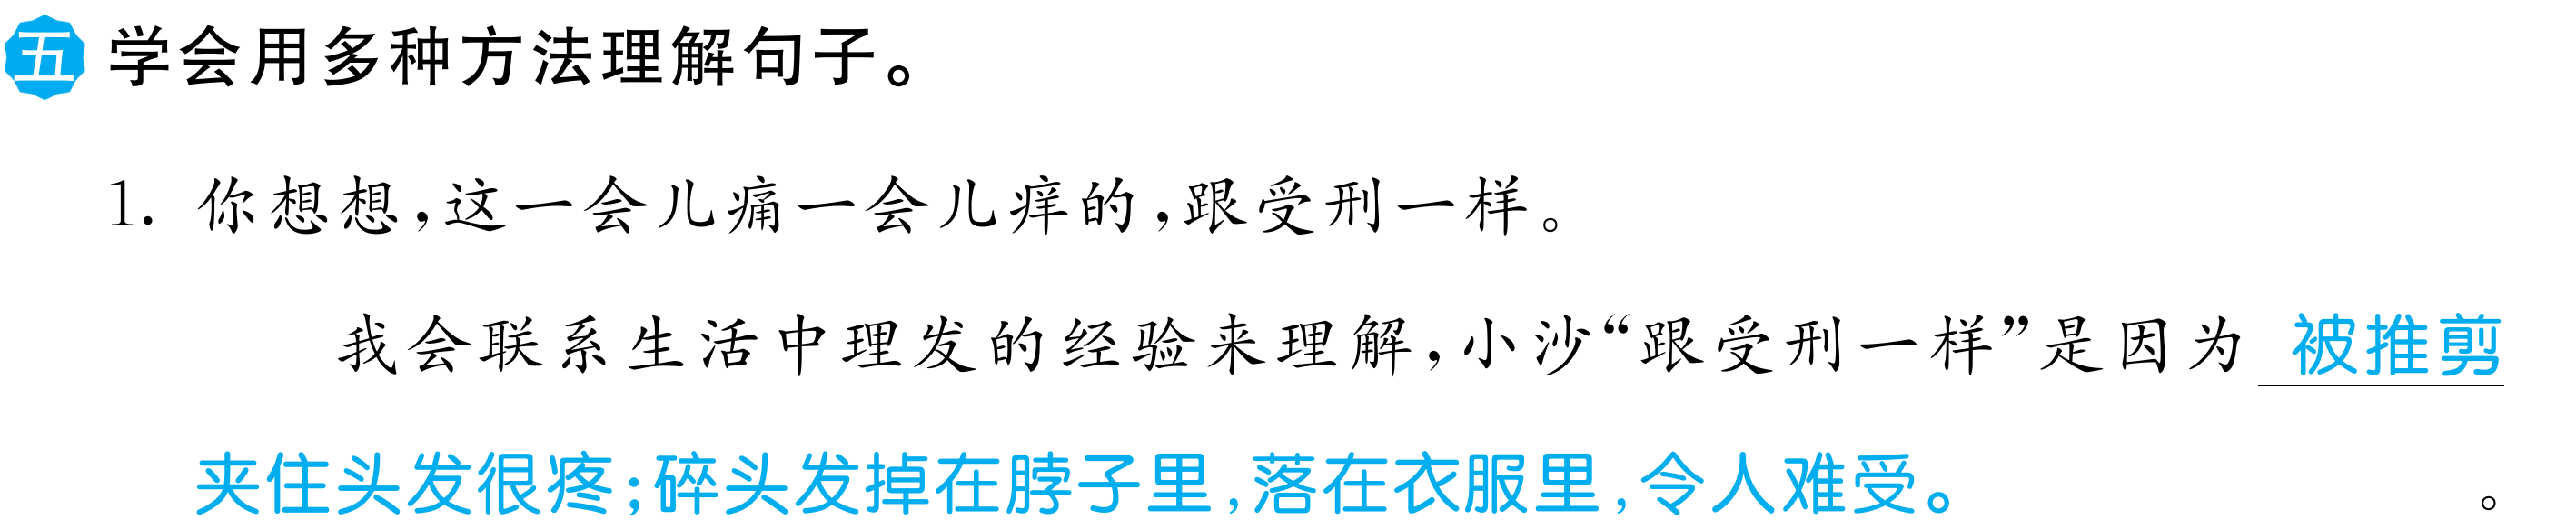 五 学会用多种方法理解句子。
1. 你想想,这一会儿痛一会儿痒的,跟受刑一样。
我会联系生活中理发的经验来理解,小沙“跟受刑一样”是因为 被推剪
夹住头发很疼;碎头发掉在脖子里,落在衣服里,令人难受。 。